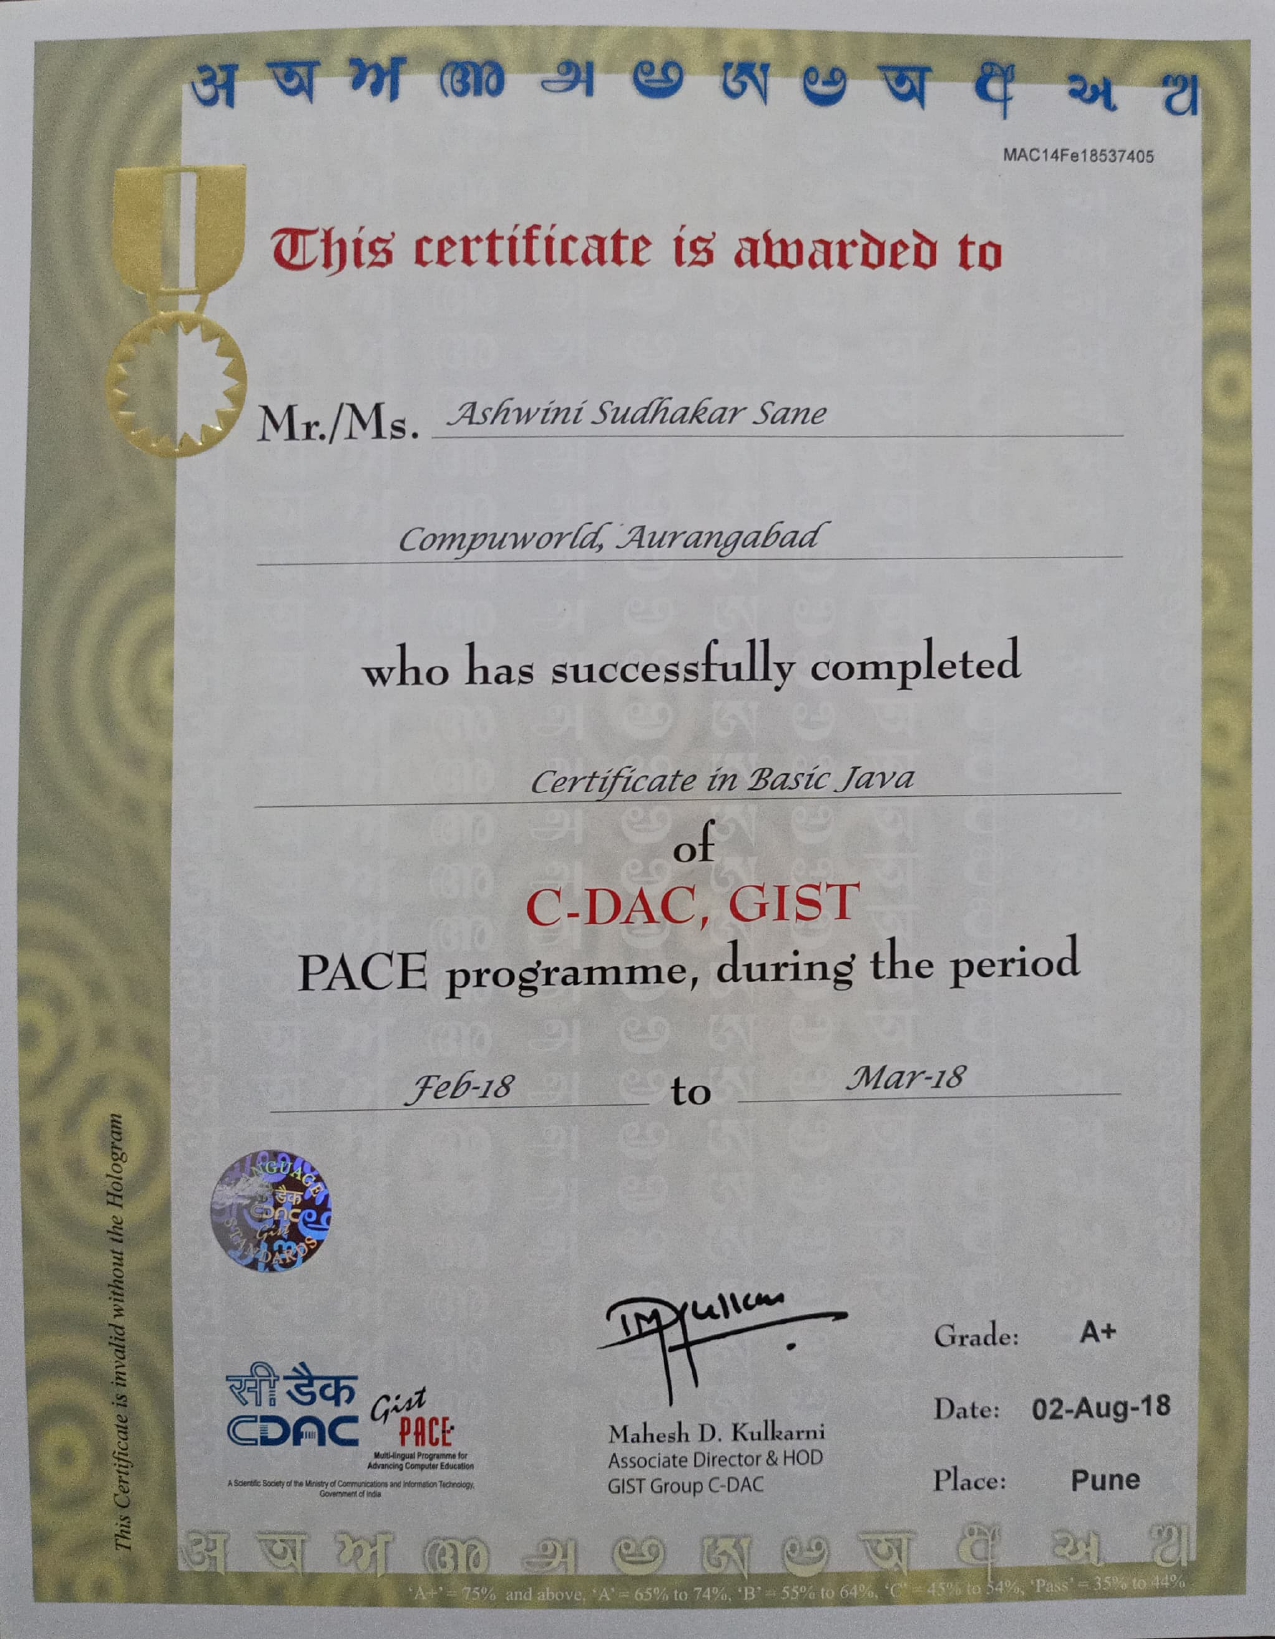 अ অ ਅ അ அ ఆ অ ಅ অ ଅ અ ꯑ
MAC14Fe18537405
This certificate is awarded to
Mr./Ms. Ashwini Sudhakar Sane
Compuworld, Aurangabad
who has successfully completed
Certificate in Basic Java
of
C-DAC, GIST
PACE programme, during the period
Feb-18 to Mar-18
This Certificate is invalid without the Hologram
LANGUAGE
सीडैक
CDAC
Gist
STANDARDS
Grade: A+
Date: 02-Aug-18
Place: Pune
Mahesh D. Kulkarni
Associate Director & HOD
GIST Group C-DAC
सी डैक
CDAC
Gist
PACE
Multi-lingual Programme for
Advancing Computer Education
A Scientific Society of the Ministry of Communications and Information Technology,
Government of India
'A+' = 75% and above, 'A' = 65% to 74%, 'B' = 55% to 64%, 'C' = 45% to 54%, 'Pass' = 35% to 44%